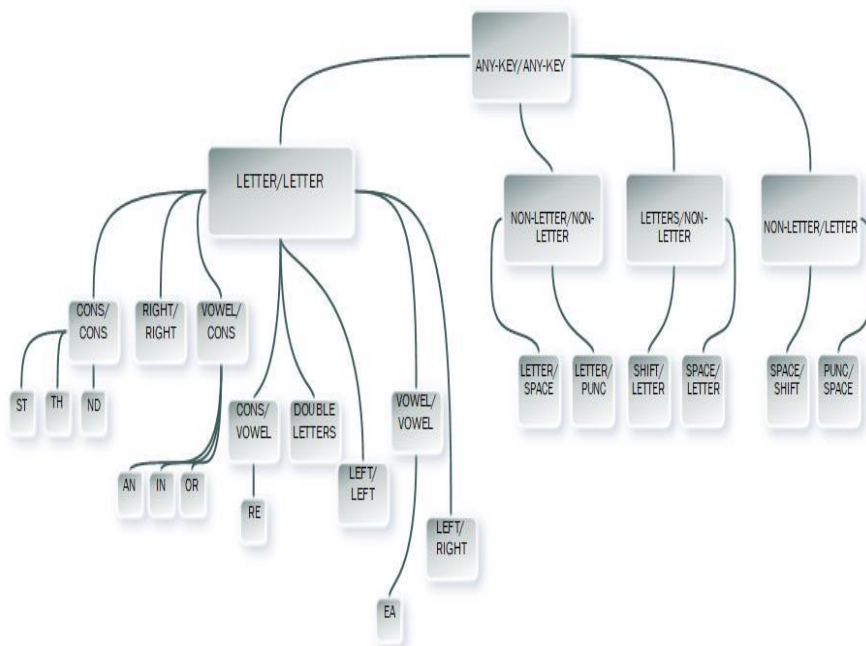 ANY-KEY/ANY-KEY
LETTER/LETTER
NON-LETTER/NON-
LETTER
LETTERS/NON-
LETTER
NON-LETTER/LETTER
CONS/
CONS
RIGHT/
RIGHT
VOWEL/
CONS
LETTER/
SPACE
LETTER/
PUNC
SHIFT/
LETTER
SPACE/
LETTER
SPACE/
SHIFT
PUNC/
SPACE
ST
TH
ND
CONS/
VOWEL
DOUBLE
LETTERS
VOWEL/
VOWEL
AN
IN
OR
LEFT/
LEFT
RE
LEFT/
RIGHT
EA